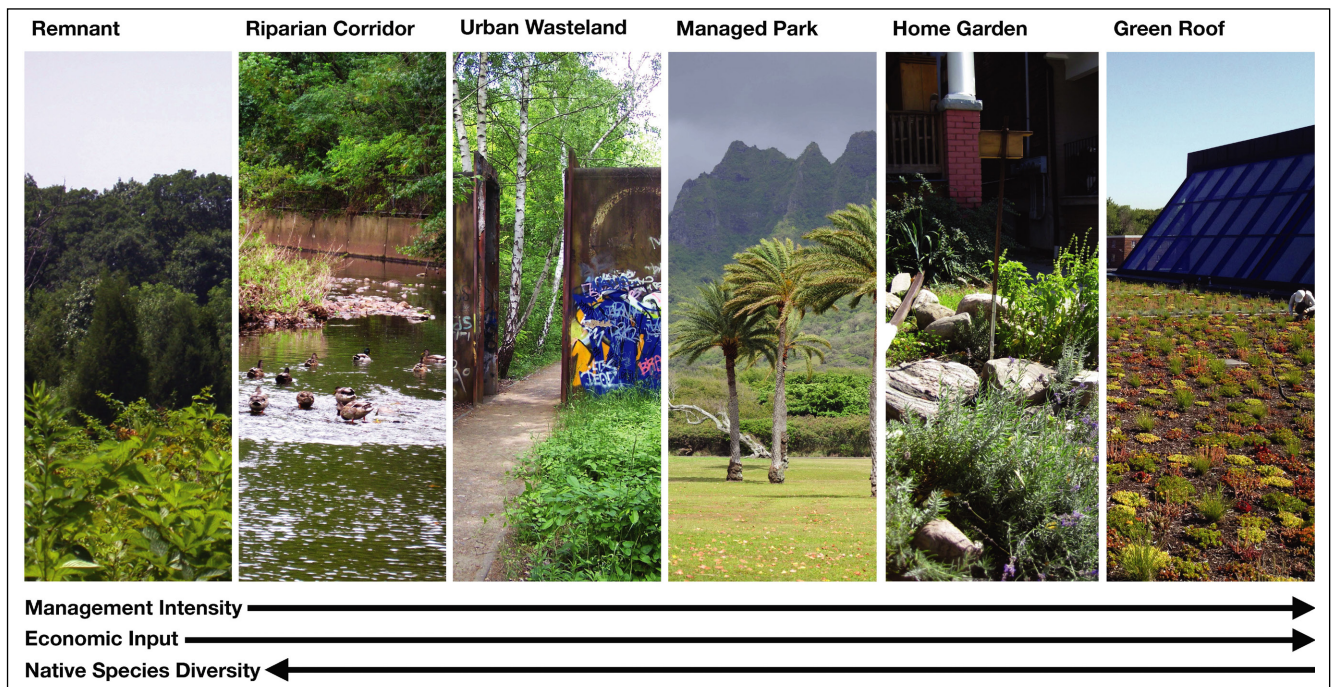 Remnant
Riparian Corridor
Urban Wasteland
Managed Park
Home Garden
Green Roof
Management Intensity
Economic Input
Native Species Diversity